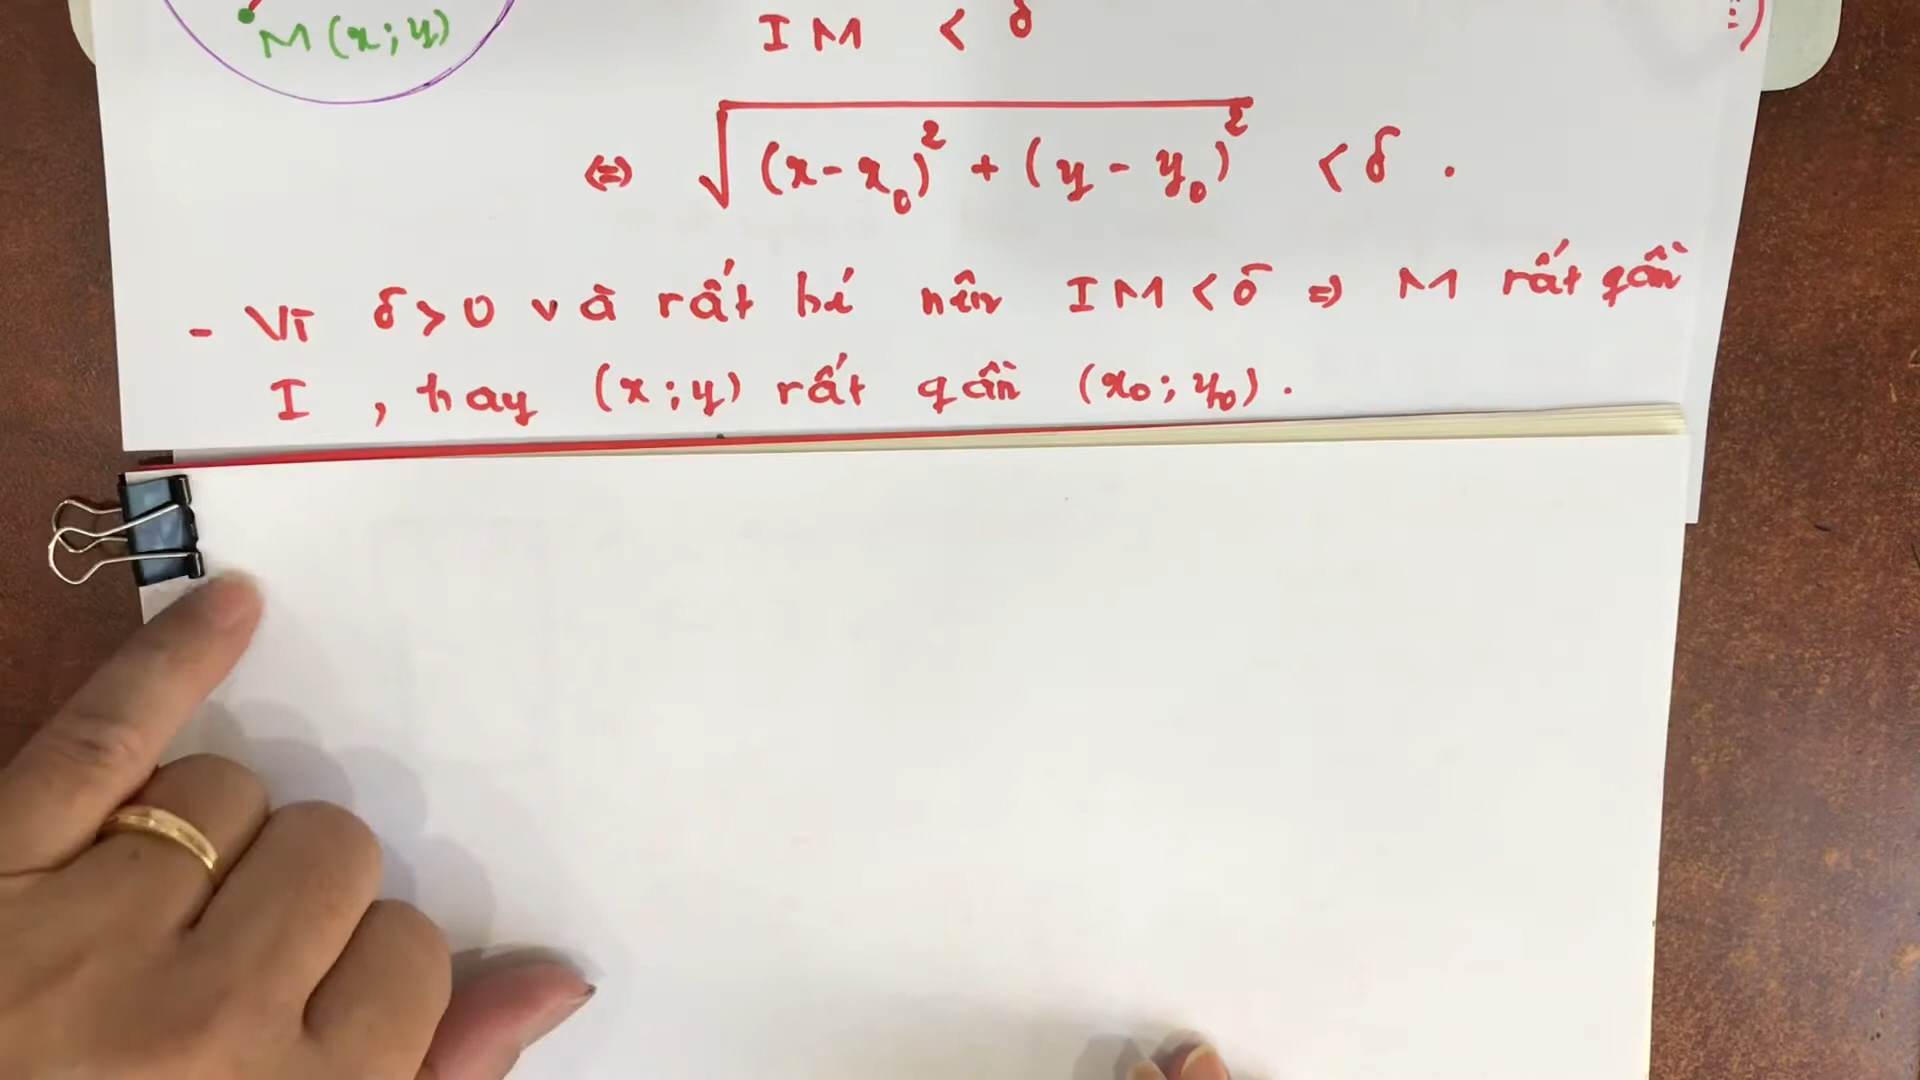 M (x; y)
IM < δ
:)
⇔ √((x - x₀)² + (y - y₀)²) < δ .
- Vì δ > 0 và rất bé nên IM < δ ⇒ M rất gần
I , hay (x; y) rất gần (x₀; y₀) .